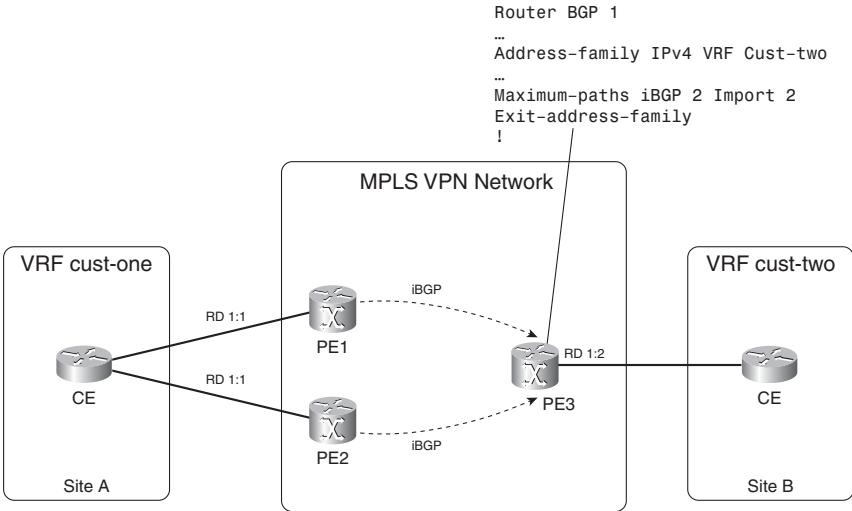 Router BGP 1
…
Address-family IPv4 VRF Cust-two
…
Maximum-paths iBGP 2 Import 2
Exit-address-family
!
MPLS VPN Network
VRF cust-one
VRF cust-two
iBGP
RD 1:1
PE1
RD 1:2
CE
RD 1:1
PE3
CE
PE2
iBGP
Site A
Site B